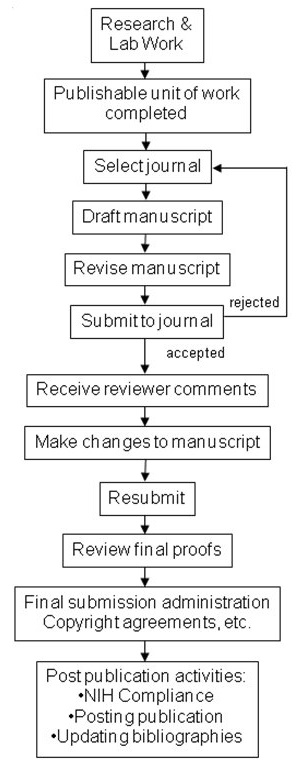 Research &
Lab Work
Publishable unit of work
completed
Select journal
Draft manuscript
Revise manuscript
rejected
Submit to journal
accepted
Receive reviewer comments
Make changes to manuscript
Resubmit
Review final proofs
Final submission administration
Copyright agreements, etc.
Post publication activities:
•NIH Compliance
•Posting publication
•Updating bibliographies